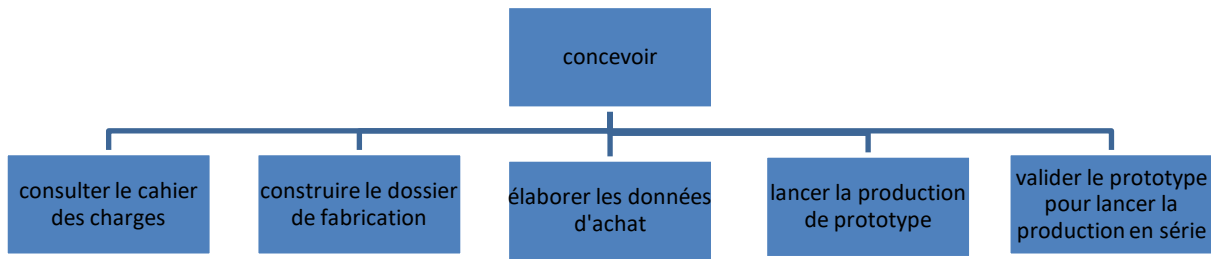 concevoir
consulter le cahier
des charges
construire le dossier
de fabrication
élaborer les données
d'achat
lancer la production
de prototype
valider le prototype
pour lancer la
production en série